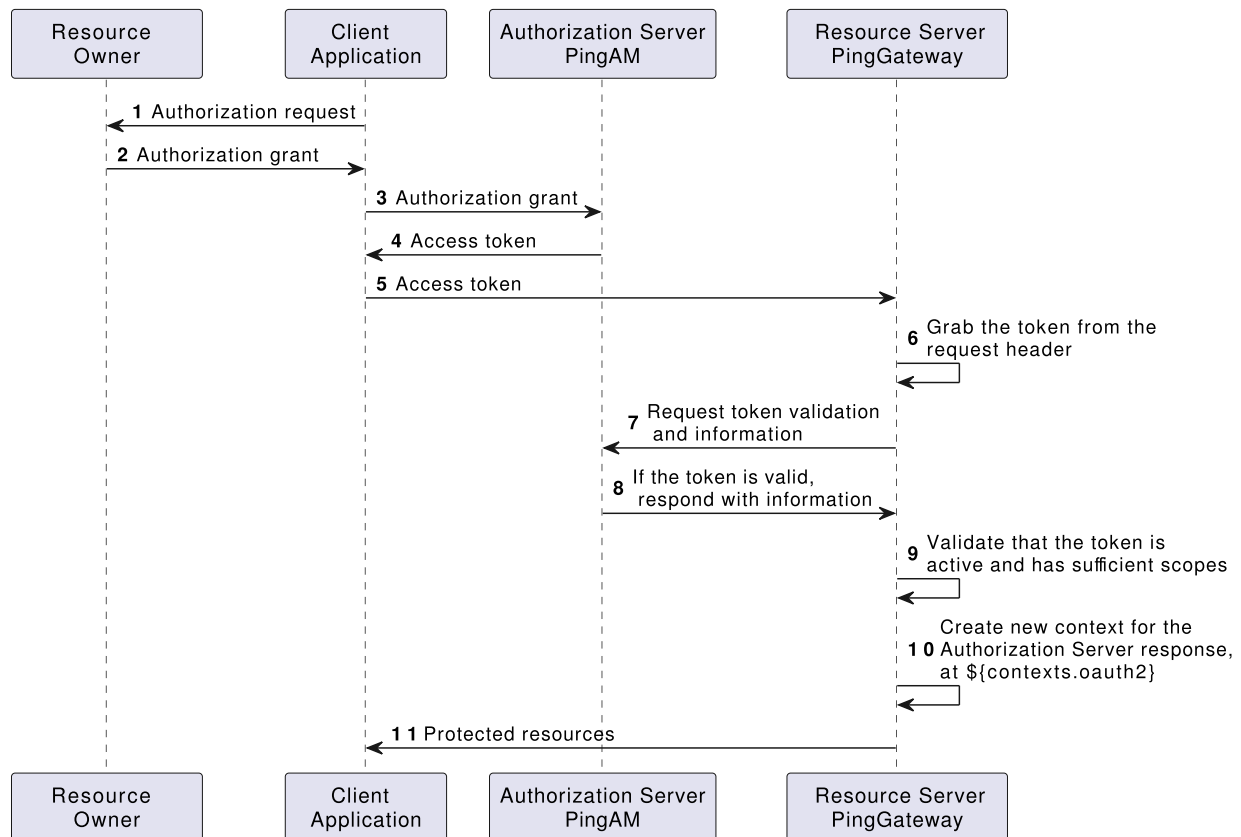 Resource
Owner
Client
Application
Authorization Server
PingAM
Resource Server
PingGateway
1 Authorization request
2 Authorization grant
3 Authorization grant
4 Access token
5 Access token
6 Grab the token from the
request header
7 Request token validation
and information
8 If the token is valid,
respond with information
9 Validate that the token is
active and has sufficient scopes
Create new context for the
10 Authorization Server response,
at ${contexts.oauth2}
11 Protected resources
Resource
Owner
Client
Application
Authorization Server
PingAM
Resource Server
PingGateway